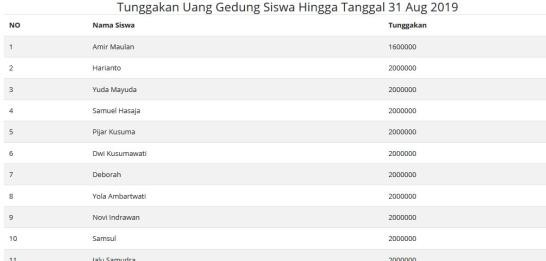 Tunggakan Uang Gedung Siswa Hingga Tanggal 31 Aug 2019
NO Nama Siswa Tunggakan
1 Amir Maulan 1600000
2 Harianto 2000000
3 Yuda Mayuda 2000000
4 Samuel Hasaja 2000000
5 Pijar Kusuma 2000000
6 Dwi Kusumawati 2000000
7 Deborah 2000000
8 Yola Ambartwati 2000000
9 Novi Indrawan 2000000
10 Samsul 2000000
11 Jalu Samudra 2000000